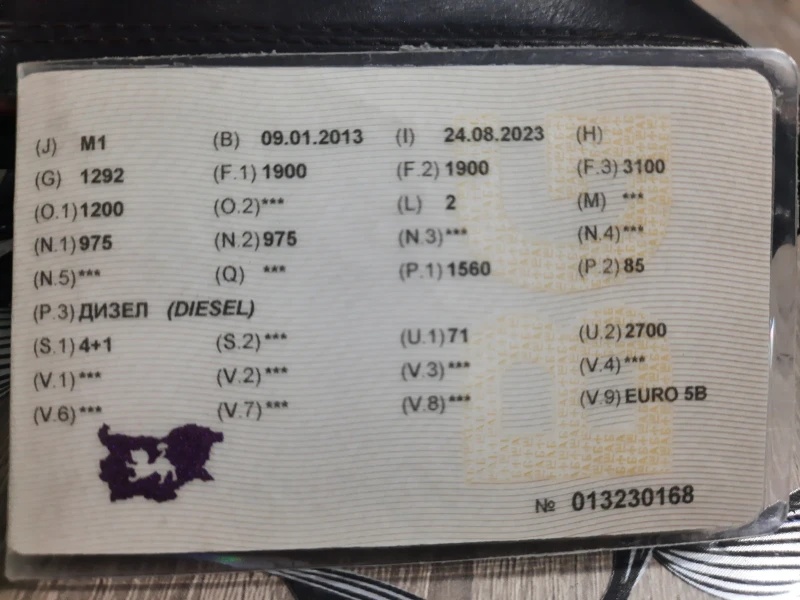 (J) M1 (B) 09.01.2013 (I) 24.08.2023 (H)
(G) 1292 (F.1) 1900 (F.2) 1900 (F.3) 3100
(O.1) 1200 (O.2) *** (L) 2 (M) ***
(N.1) 975 (N.2) 975 (N.3) *** (N.4) ***
(N.5) *** (Q) *** (P.1) 1560 (P.2) 85
(P.3) ДИЗЕЛ (DIESEL)
(S.1) 4+1 (S.2) *** (U.1) 71 (U.2) 2700
(V.1) *** (V.2) *** (V.3) *** (V.4) ***
(V.6) *** (V.7) *** (V.8) *** (V.9) EURO 5B
№ 013230168